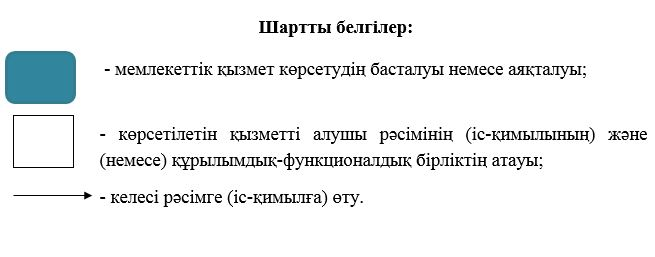 Шартты белгілер:
- мемлекеттік қызмет көрсетудің басталуы немесе аяқталуы;
- көрсетілетін қызметті алушы рәсімінің (іс-қимылының) және
(немесе) құрылымдық-функционалдық бірліктің атауы;
- келесі рәсімге (іс-қимылға) өту.